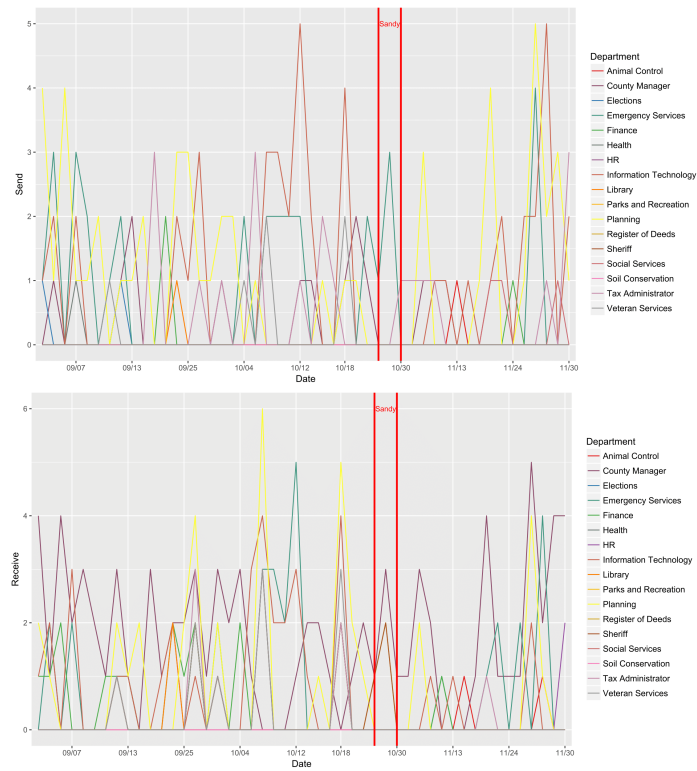 Sandy
5
4
3
2
1
0
Send
09/07 09/13 09/25 10/04 10/12 10/18 10/30 11/13 11/24 11/30
Date
Department
Animal Control
County Manager
Elections
Emergency Services
Finance
Health
HR
Information Technology
Library
Parks and Recreation
Planning
Register of Deeds
Sheriff
Social Services
Soil Conservation
Tax Administrator
Veteran Services
Sandy
6
4
2
0
Receive
09/07 09/13 09/25 10/04 10/12 10/18 10/30 11/13 11/24 11/30
Date
Department
Animal Control
County Manager
Elections
Emergency Services
Finance
Health
HR
Information Technology
Library
Parks and Recreation
Planning
Register of Deeds
Sheriff
Social Services
Soil Conservation
Tax Administrator
Veteran Services